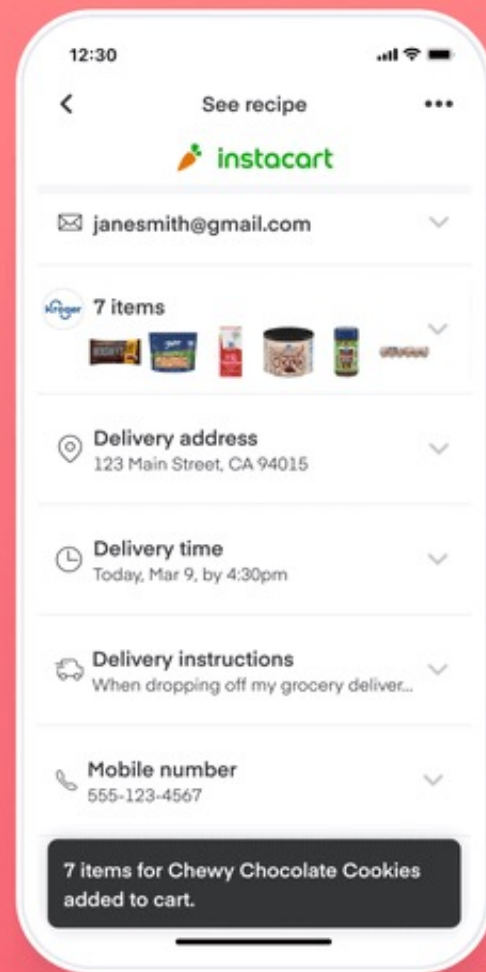 12:30
See recipe
instacart
janesmith@gmail.com
Kroger
7 items
Delivery address
123 Main Street, CA 94015
Delivery time
Today, Mar 9, by 4:30pm
Delivery instructions
When dropping off my grocery deliver...
Mobile number
555-123-4567
7 items for Chewy Chocolate Cookies
added to cart.